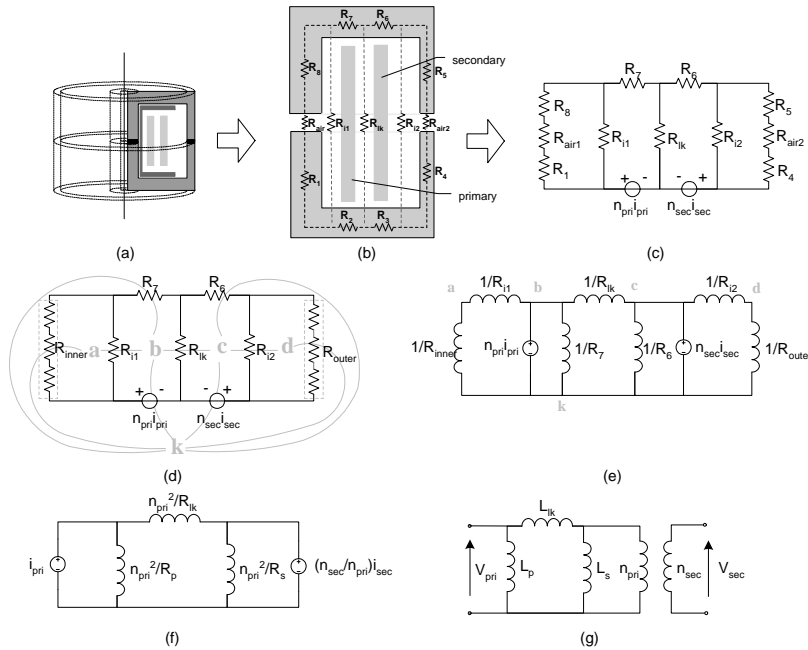 (a)
R7 R6
secondary
R8 R5
Rair Ri1 Rlk Ri2 Rair2
R1 R4
primary
R2 R3
(b)
R7 R6
R8 R5
Rair1 Ri1 Rlk Ri2 Rair2
R1 R4
+ - - +
npriipri nsecisec
(c)
R7 R6
Rinner a Ri1 b Rlk c Ri2 d Router
+ - - +
npriipri nsecisec
k
(d)
a 1/Ri1 b 1/Rlk c 1/Ri2 d
1/Rinner npriipri 1/R7 1/R6 nsecisec 1/Route
k
(e)
npri²/Rlk
ipri npri²/Rp npri²/Rs (nsec/npri)isec
(f)
Llk
Vpri Lp Ls npri nsec Vsec
(g)